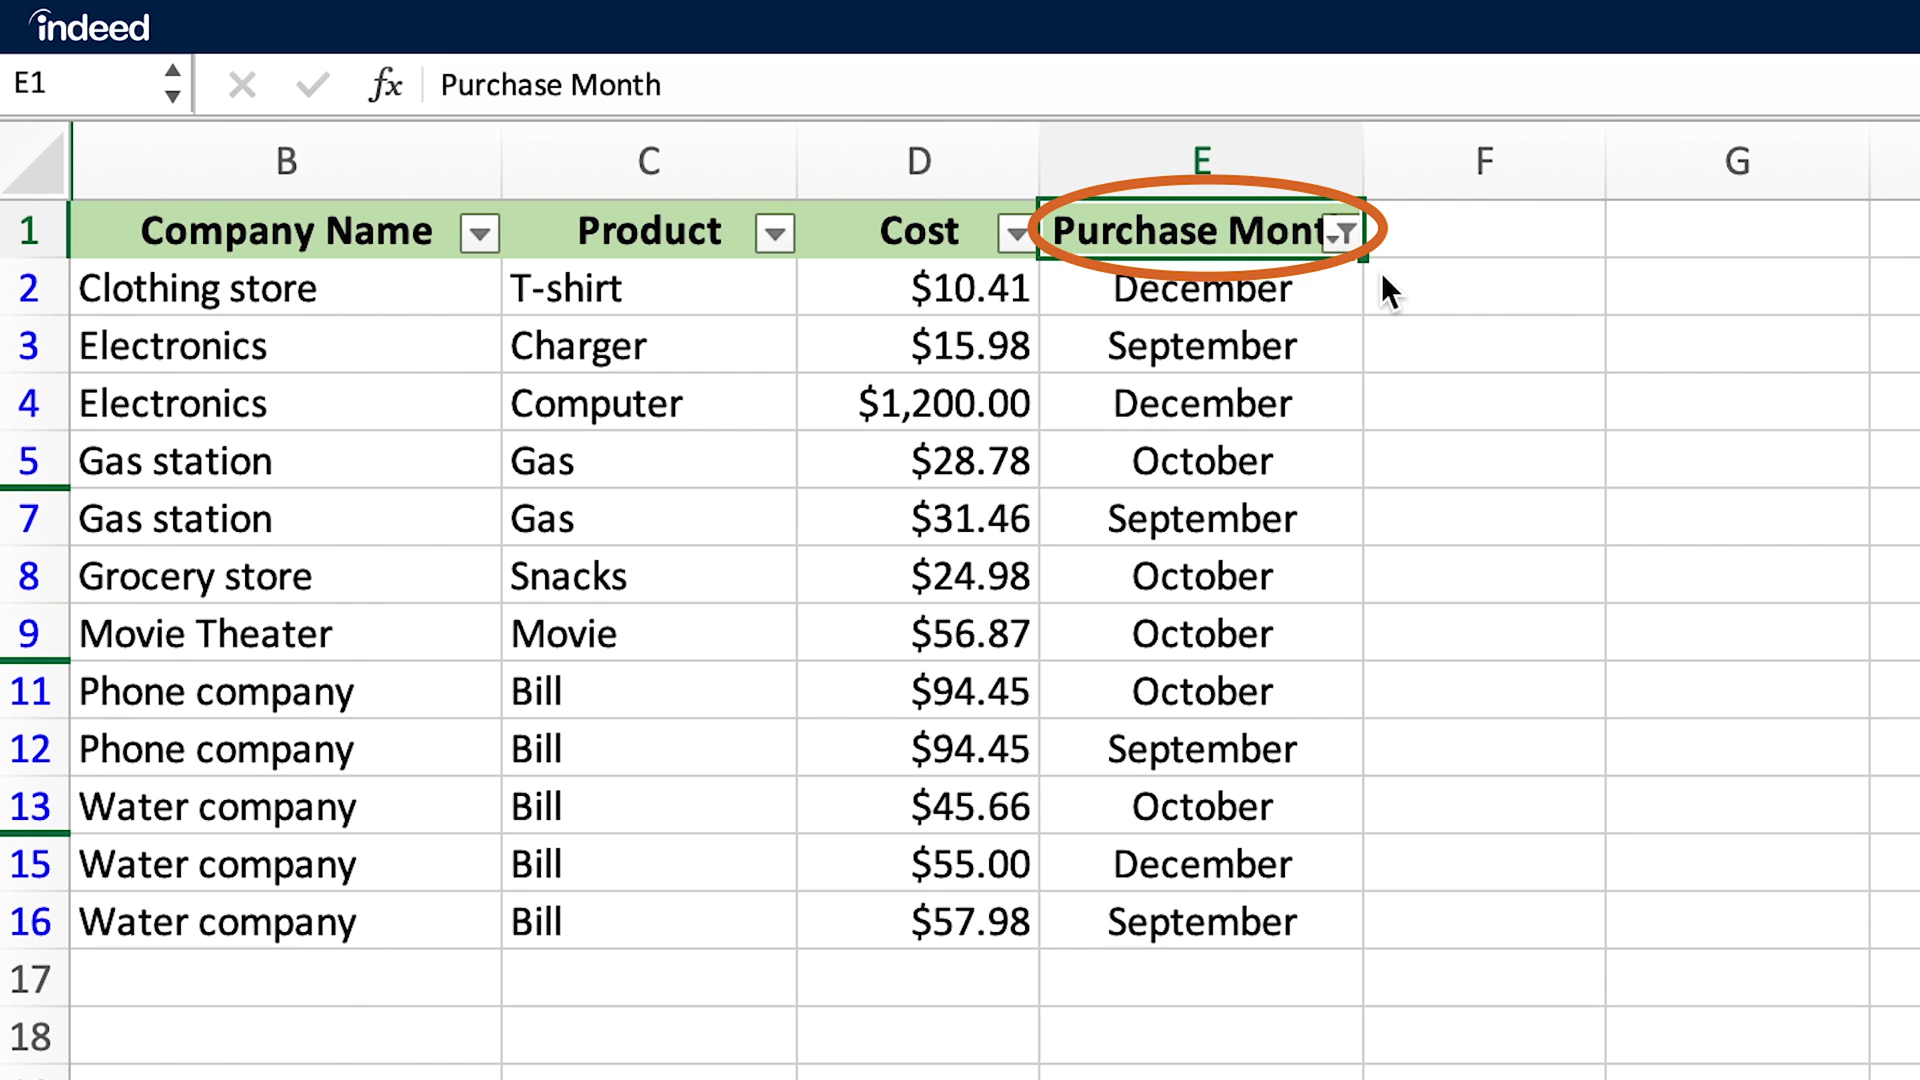 indeed
E1 fx Purchase Month
B C D E F G
1 Company Name Product Cost Purchase Mont
2 Clothing store T-shirt $10.41 December
3 Electronics Charger $15.98 September
4 Electronics Computer $1,200.00 December
5 Gas station Gas $28.78 October
7 Gas station Gas $31.46 September
8 Grocery store Snacks $24.98 October
9 Movie Theater Movie $56.87 October
11 Phone company Bill $94.45 October
12 Phone company Bill $94.45 September
13 Water company Bill $45.66 October
15 Water company Bill $55.00 December
16 Water company Bill $57.98 September
17
18